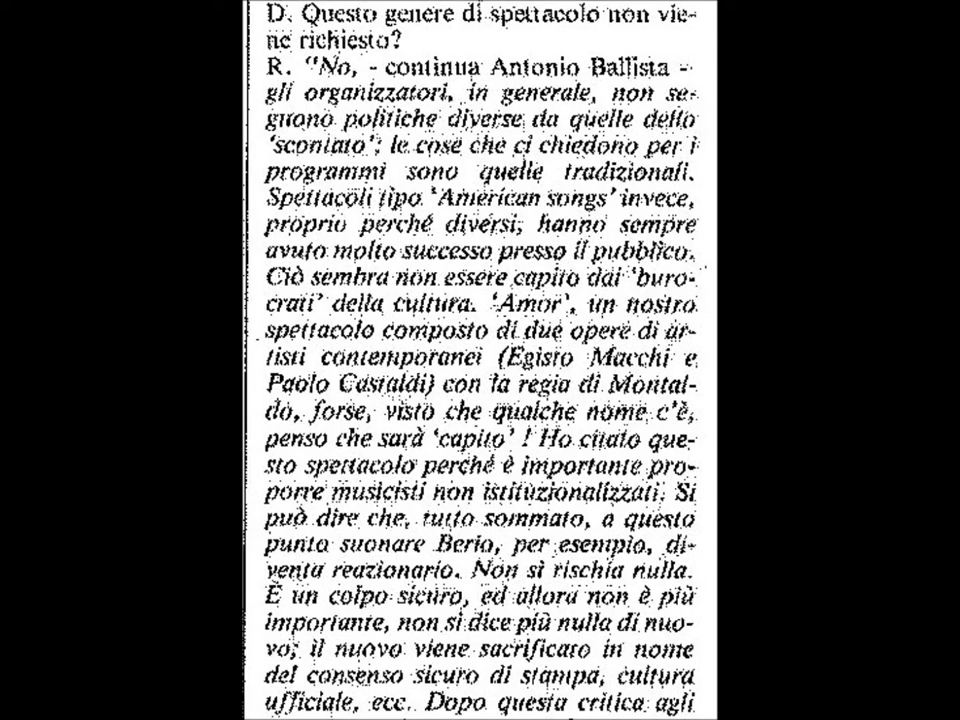 D. Questo genere di spettacolo non vie-
ne richiesto?
R. "No, - continua Antonio Ballista -
gli organizzatori, in generale, non se-
guono politiche diverse da quelle dello
'scontato'; le cose che ci chiedono per i
programmi sono quelle tradizionali.
Spettacoli tipo 'American songs' invece,
proprio perché diversi, hanno sempre
avuto molto successo presso il pubblico.
Ciò sembra non essere capito dai 'buro-
crati' della cultura. 'Amor', un nostro
spettacolo composto di due opere di ar-
tisti contemporanei (Egisto Macchi e
Paolo Castaldi) con la regia di Montal-
do, forse, visto che qualche nome c'è,
penso che sarà 'capito' ! Ho citato que-
sto spettacolo perché è importante pro-
porre musicisti non istituzionalizzati. Si
può dire che, tutto sommato, a questo
punto suonare Berio, per esempio, di-
venta reazionario. Non si rischia nulla.
È un colpo sicuro, ed allora non è più
importante, non si dice più nulla di nuo-
vo; il nuovo viene sacrificato in nome
del consenso sicuro di stampa, cultura
ufficiale, ecc. Dopo questa critica agli